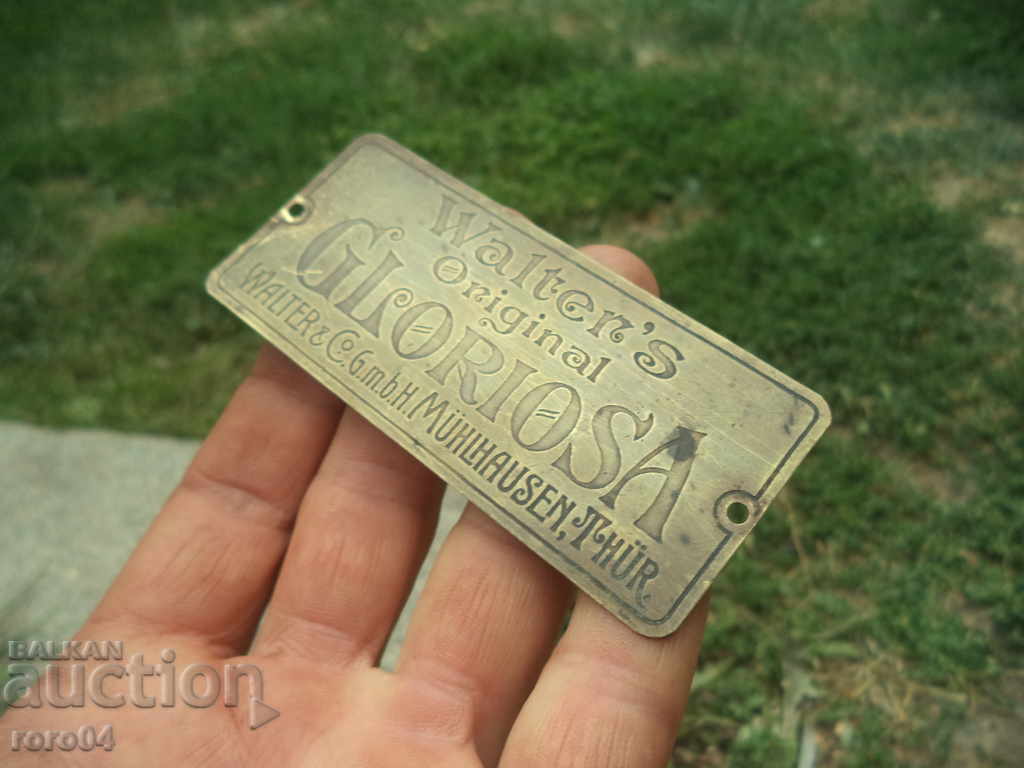 Walter's
Original
GLORIOSA
WALTER & CO. G.m.b.H. MÜHLHAUSEN, THÜR.
BALKAN
auction
roro04